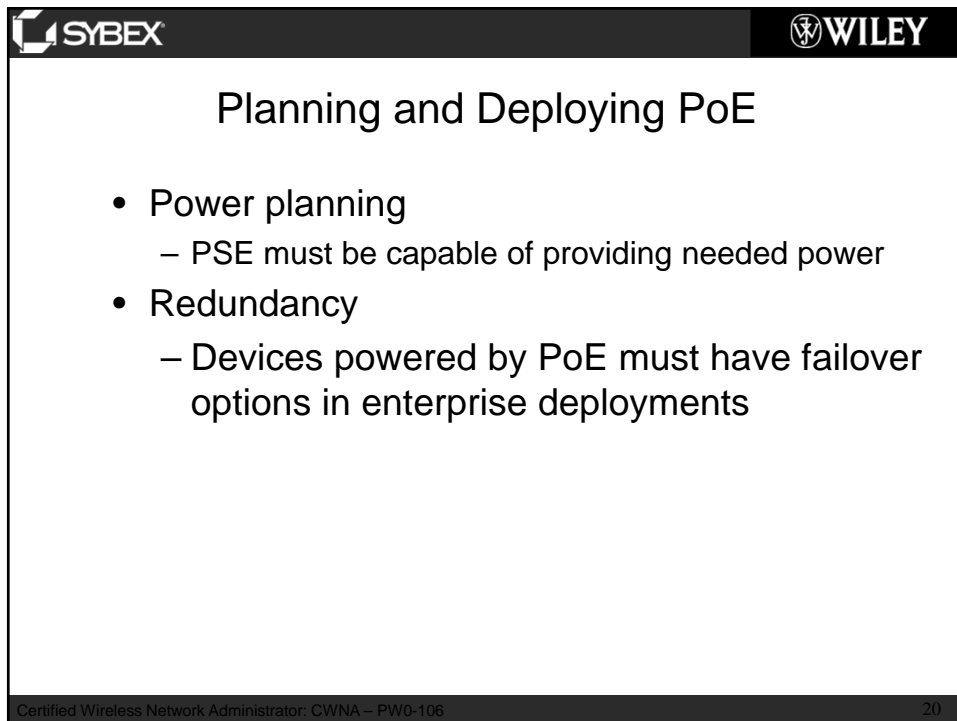 SYBEX
WILEY
Planning and Deploying PoE
• Power planning
– PSE must be capable of providing needed power
• Redundancy
– Devices powered by PoE must have failover
options in enterprise deployments
Certified Wireless Network Administrator: CWNA – PW0-106 20